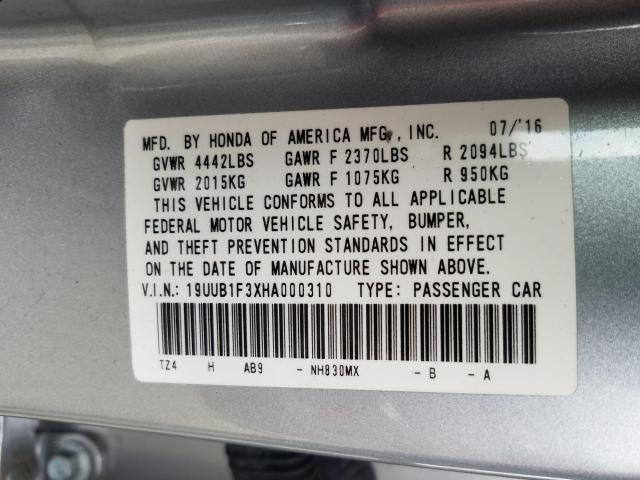 MFD. BY HONDA OF AMERICA MFG., INC. 07/'16
GVWR 4442LBS GAWR F 2370LBS R 2094LBS
GVWR 2015KG GAWR F 1075KG R 950KG
THIS VEHICLE CONFORMS TO ALL APPLICABLE
FEDERAL MOTOR VEHICLE SAFETY, BUMPER,
AND THEFT PREVENTION STANDARDS IN EFFECT
ON THE DATE OF MANUFACTURE SHOWN ABOVE.
V.I.N.: 19UUB1F3XHA000310 TYPE: PASSENGER CAR
TZ4 H AB9 - NH830MX - B - A